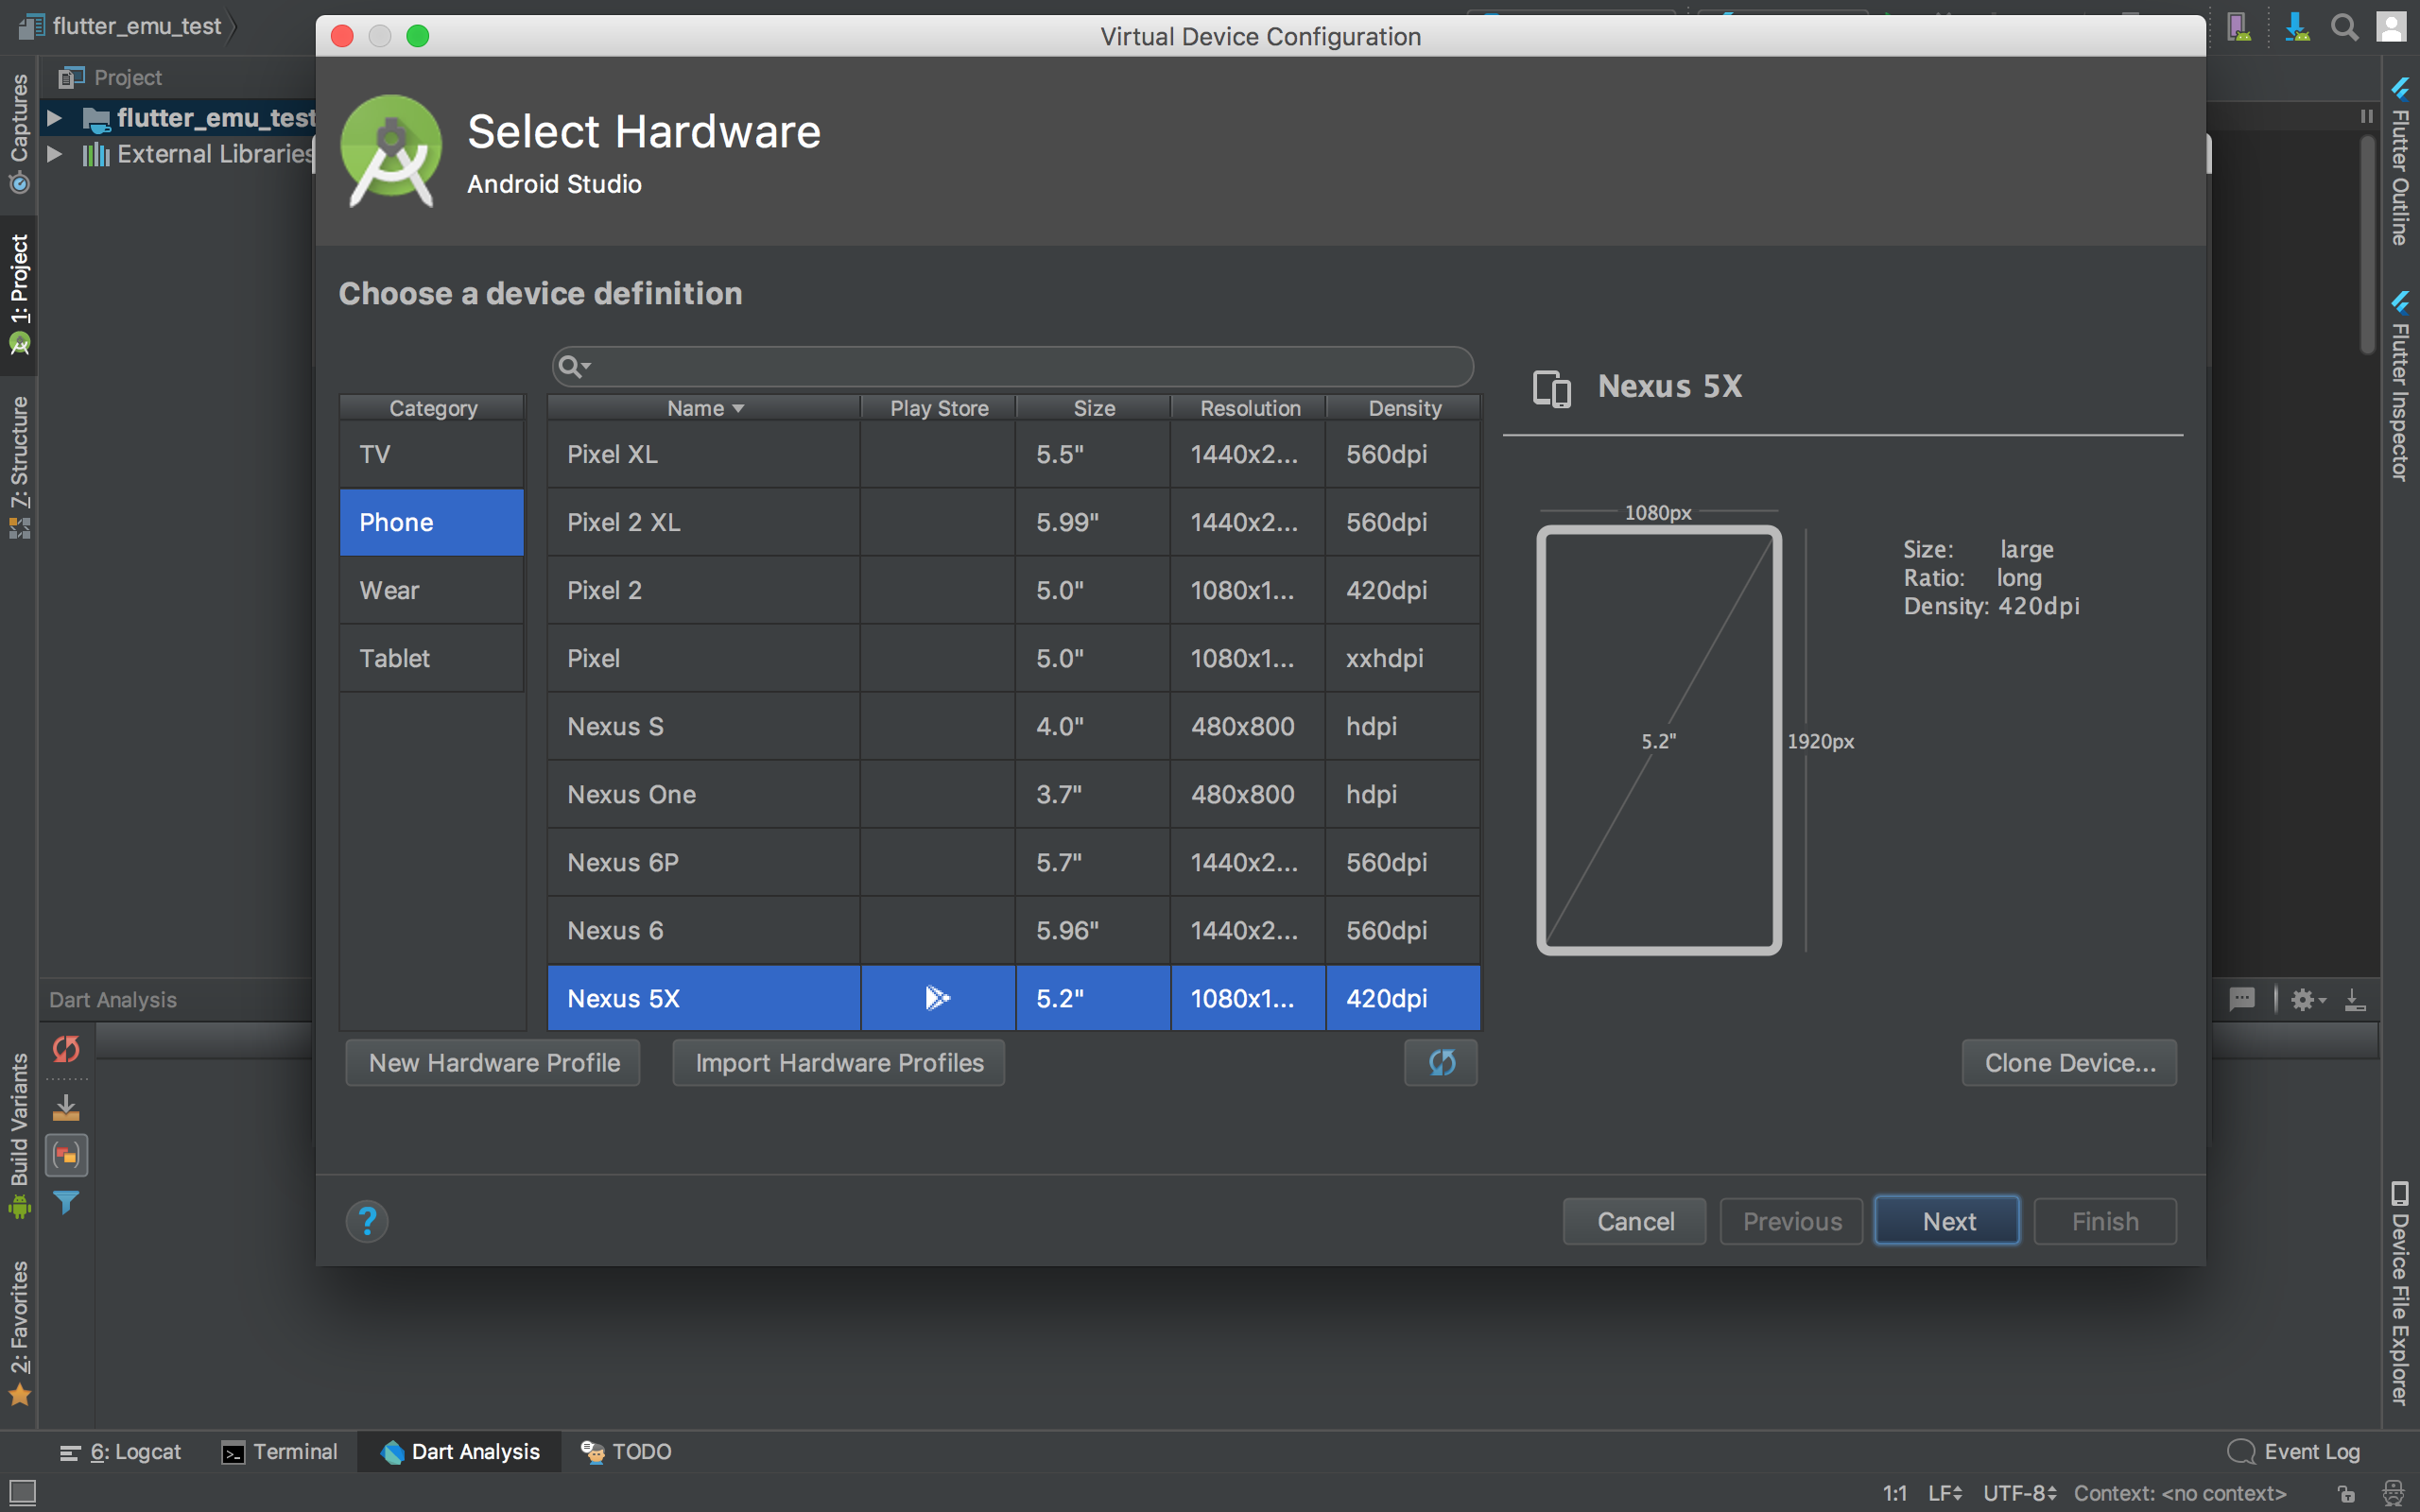 flutter_emu_test
Virtual Device Configuration
Project
flutter_emu_test
External Libraries
Captures
1: Project
7: Structure
Build Variants
2: Favorites
Select Hardware
Android Studio
Choose a device definition
Category
TV
Phone
Wear
Tablet
Name Play Store Size Resolution Density
Pixel XL 5.5" 1440x2... 560dpi
Pixel 2 XL 5.99" 1440x2... 560dpi
Pixel 2 5.0" 1080x1... 420dpi
Pixel 5.0" 1080x1... xxhdpi
Nexus S 4.0" 480x800 hdpi
Nexus One 3.7" 480x800 hdpi
Nexus 6P 5.7" 1440x2... 560dpi
Nexus 6 5.96" 1440x2... 560dpi
Nexus 5X 5.2" 1080x1... 420dpi
New Hardware Profile Import Hardware Profiles
Nexus 5X
1080px
5.2"
1920px
Size: large
Ratio: long
Density: 420dpi
Clone Device...
? Cancel Previous Next Finish
Flutter Outline
Flutter Inspector
Device File Explorer
Dart Analysis
6: Logcat Terminal Dart Analysis TODO Event Log
1:1 LF UTF-8 Context: <no context>